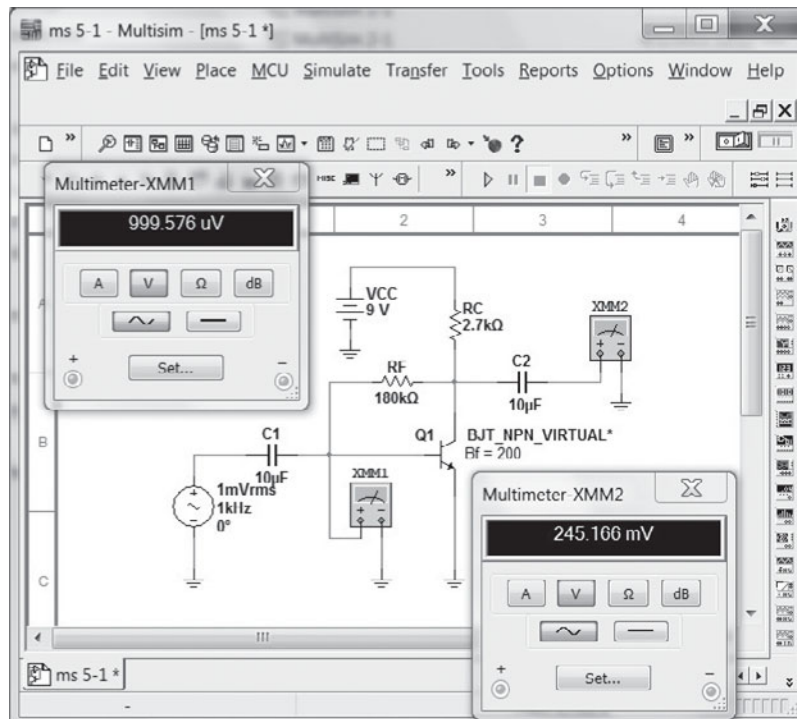 ms 5-1 - Multisim - [ms 5-1 *]
File Edit View Place MCU Simulate Transfer Tools Reports Options Window Help
Multimeter-XMM1
999.576 uV
A V Ω dB
+ -
Set...
2 3 4
A
B
C
VCC
9 V
RC
2.7kΩ
XMM2
RF
180kΩ
C2
10µF
C1
10µF
Q1
BJT_NPN_VIRTUAL*
Bf = 200
XMM1
1mVrms
1kHz
0°
Multimeter-XMM2
245.166 mV
A V Ω dB
+ -
Set...
ms 5-1 *